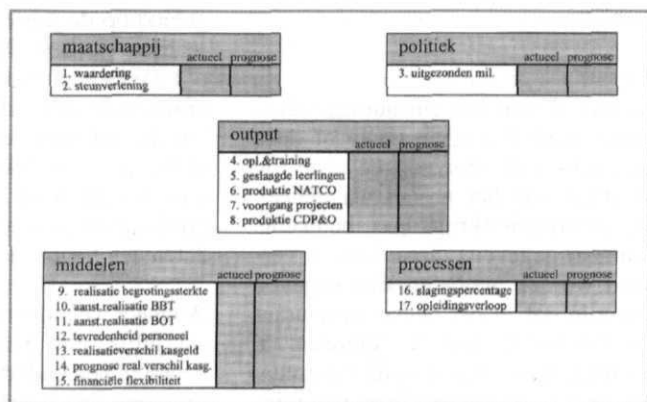 maatschappij actueel prognose
1. waardering
2. steunverlening
politiek actueel prognose
3. uitgezonden mil.
output actueel prognose
4. opl.&training
5. geslaagde leerlingen
6. produktie NATCO
7. voortgang projecten
8. produktie CDP&O
middelen actueel prognose
9. realisatie begrotingssterkte
10. aanst.realisatie BBT
11. aanst.realisatie BOT
12. tevredenheid personeel
13. realisatieverschil kasgeld
14. prognose real.verschil kasg.
15. financiële flexibiliteit
processen actueel prognose
16. slagingspercentage
17. opleidingsverloop